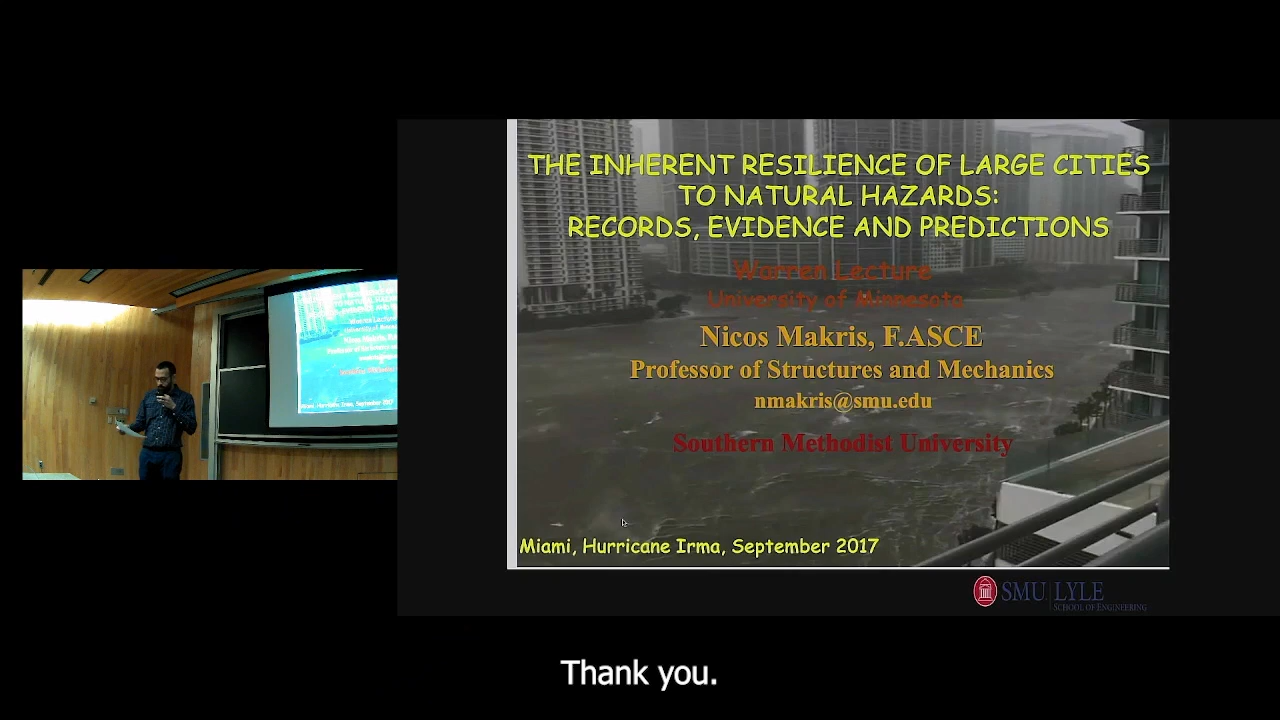 THE INHERENT RESILIENCE OF LARGE CITIES
TO NATURAL HAZARDS:
RECORDS, EVIDENCE AND PREDICTIONS
Warren Lecture
University of Minnesota
Nicos Makris, F.ASCE
Professor of Structures and Mechanics
nmakris@smu.edu
Southern Methodist University
Miami, Hurricane Irma, September 2017
SMU LYLE
SCHOOL OF ENGINEERING
Thank you.